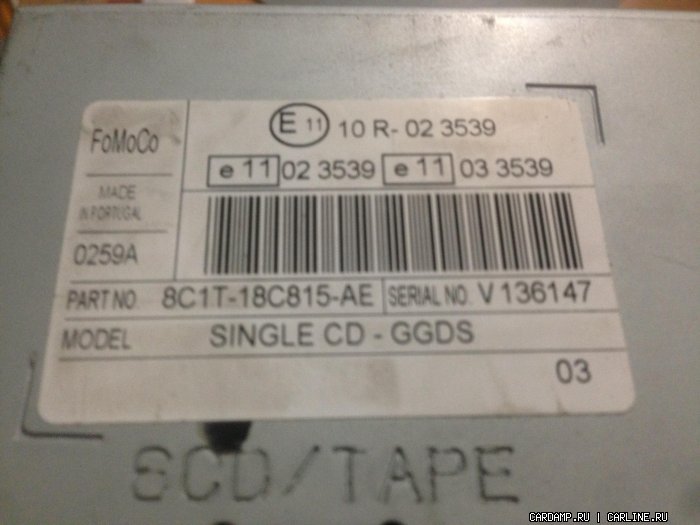 FoMoCo
MADE
IN PORTUGAL
0259A
E 11 10 R- 02 3539
e 11 02 3539 e 11 03 3539
PART NO. 8C1T-18C815-AE SERIAL NO. V 136147
MODEL SINGLE CD - GGDS
03
SCD/TAPE
CARDAMP.RU | CARLINE.RU